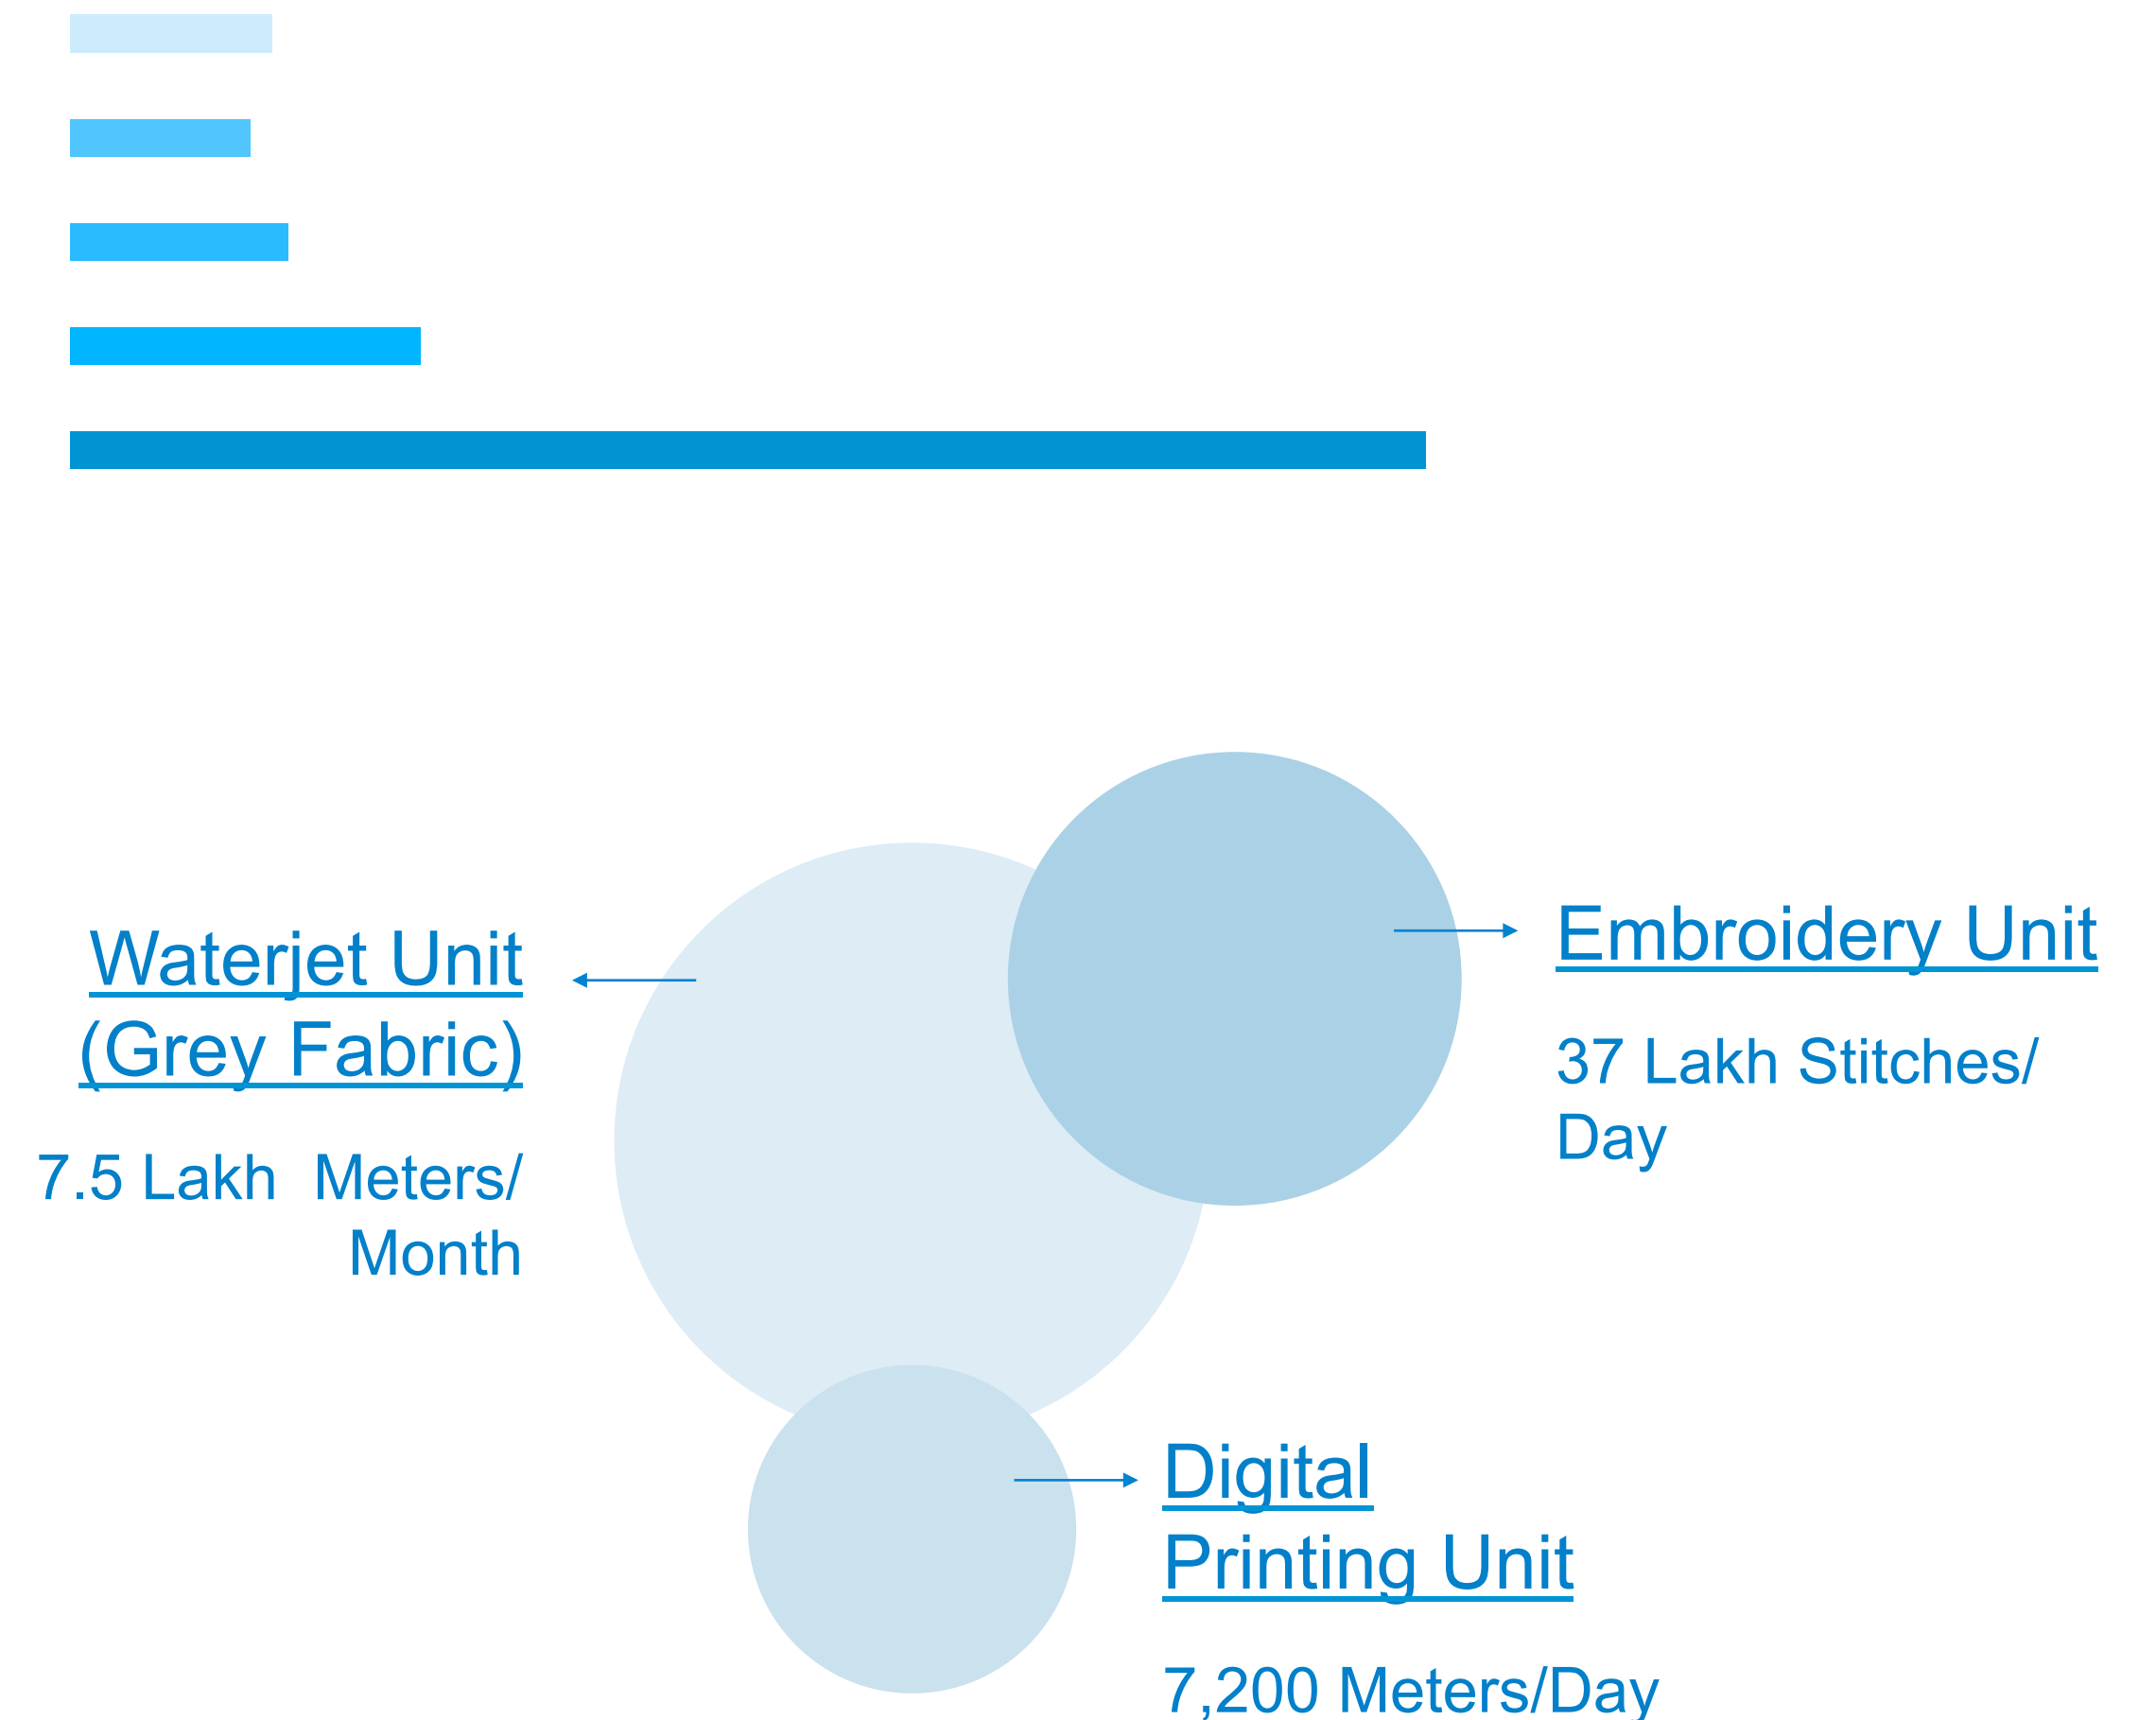 Waterjet Unit
(Grey Fabric)
7.5 Lakh  Meters/
Month
Embroidery Unit
37 Lakh Stitches/
Day
Digital
Printing Unit
7,200 Meters/Day